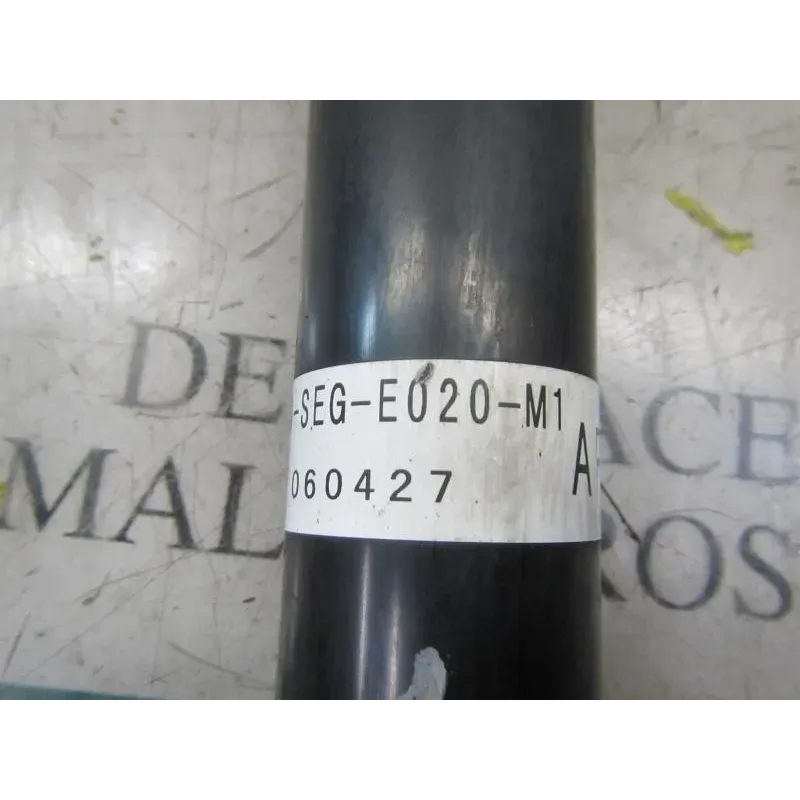 -SEG-E020-M1
060427 A
DE
MAL
ACE
ROS